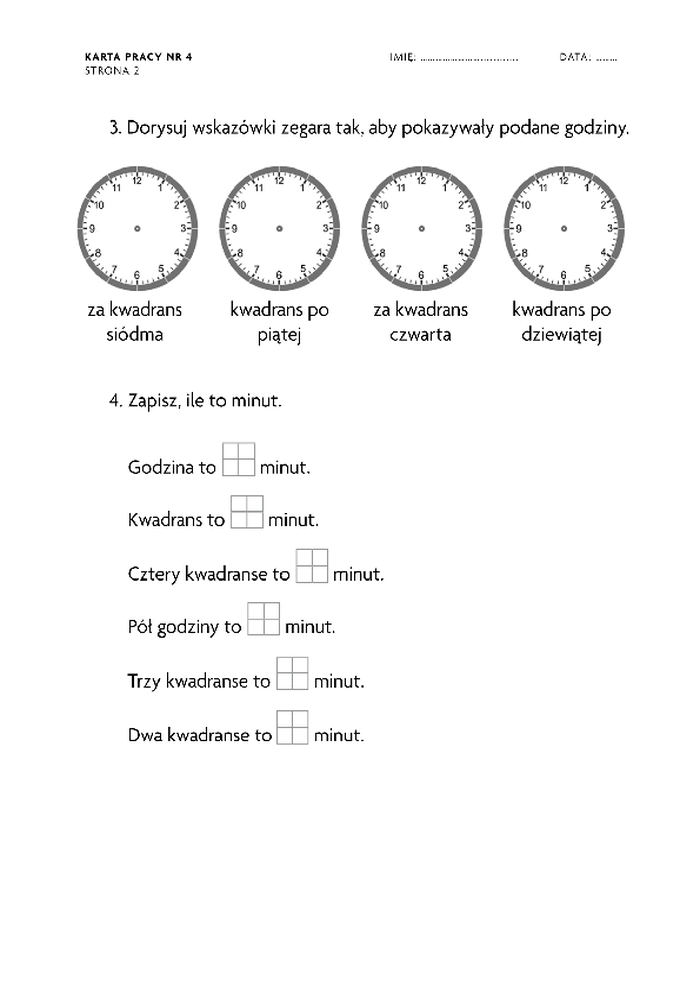 KARTA PRACY NR 4
IMIĘ: ................................
DATA: .......
STRONA 2
3. Dorysuj wskazówki zegara tak, aby pokazywały podane godziny.
12 1 2 3 4 5 6 7 8 9 10 11
12 1 2 3 4 5 6 7 8 9 10 11
12 1 2 3 4 5 6 7 8 9 10 11
12 1 2 3 4 5 6 7 8 9 10 11
za kwadrans
siódma
kwadrans po
piątej
za kwadrans
czwarta
kwadrans po
dziewiątej
4. Zapisz, ile to minut.
Godzina to minut.
Kwadrans to minut.
Cztery kwadranse to minut.
Pół godziny to minut.
Trzy kwadranse to minut.
Dwa kwadranse to minut.